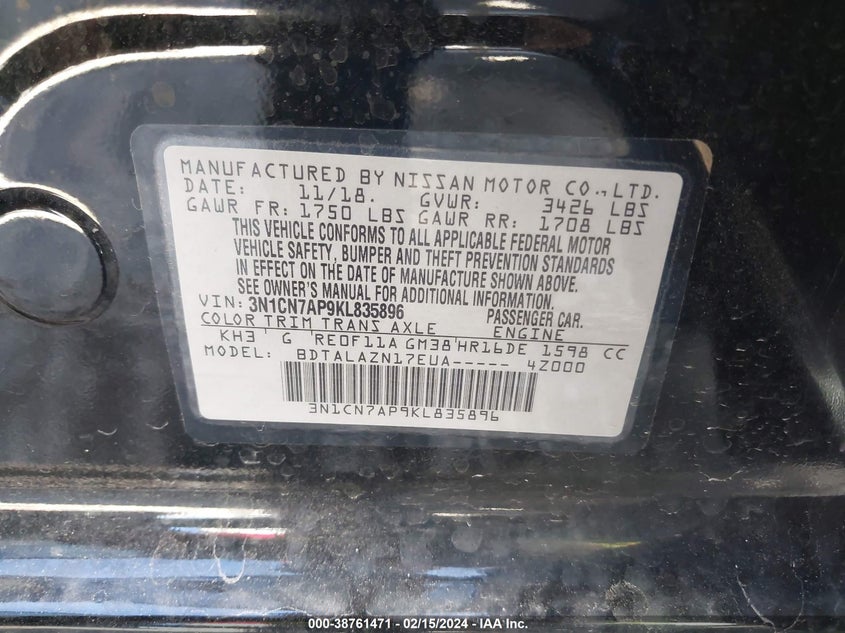 MANUFACTURED BY NISSAN MOTOR CO.,LTD.
DATE: 11/18. GVWR: 3426 LBS
GAWR FR: 1750 LBS GAWR RR: 1708 LBS
THIS VEHICLE CONFORMS TO ALL APPLICABLE FEDERAL MOTOR
VEHICLE SAFETY, BUMPER AND THEFT PREVENTION STANDARDS
IN EFFECT ON THE DATE OF MANUFACTURE SHOWN ABOVE.
SEE OWNER'S MANUAL FOR ADDITIONAL INFORMATION.
VIN: 3N1CN7AP9KL835896 PASSENGER CAR.
COLOR TRIM TRANS AXLE ENGINE
KH3 G RE0F11A GM38 HR16DE 1598 CC
MODEL: BDTALAZN17EUA----- 4Z000
3N1CN7AP9KL835896
000-38761471 - 02/15/2024 - IAA Inc.